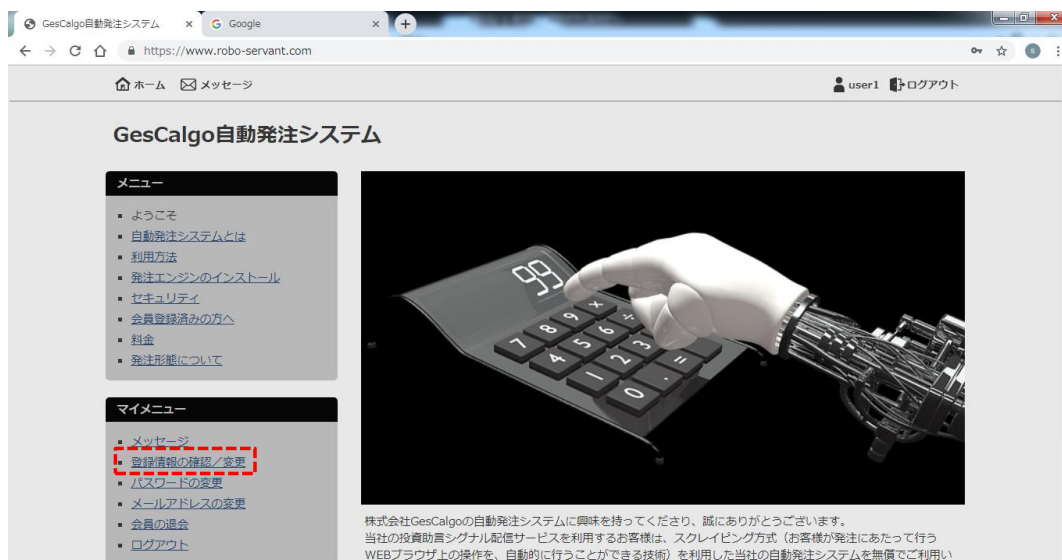 GesCalgo自動発注システム
Google
https://www.robo-servant.com
ホーム メッセージ
user1 ログアウト
GesCalgo自動発注システム
メニュー
ようこそ
自動発注システムとは
利用方法
発注エンジンのインストール
セキュリティ
会員登録済みの方へ
料金
発注形態について
マイメニュー
メッセージ
登録情報の確認／変更
パスワードの変更
メールアドレスの変更
会員の退会
ログアウト
99
7 8 9 ×
4 5 6 ÷
1 2 3 −
0 . =
株式会社GesCalgoの自動発注システムに興味を持ってくださり、誠にありがとうございます。
当社の投資助言シグナル配信サービスを利用するお客様は、スクレイピング方式（お客様が発注にあたって行う
WEBブラウザ上の操作を、自動的に行うことができる技術）を利用した当社の自動発注システムを無償でご利用い